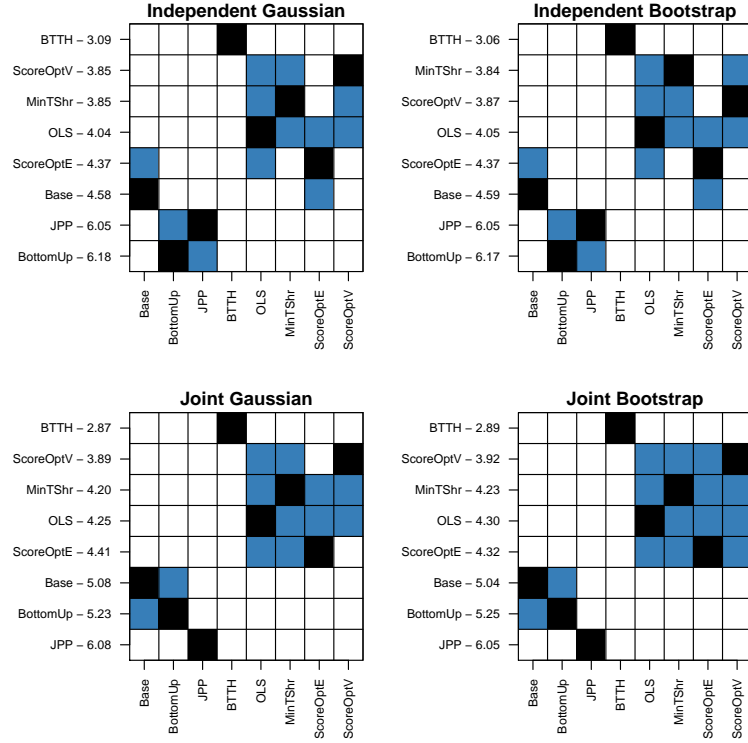 Independent Gaussian
BTTH – 3.09
ScoreOptV – 3.85
MinTShr – 3.85
OLS – 4.04
ScoreOptE – 4.37
Base – 4.58
JPP – 6.05
BottomUp – 6.18
Base
BottomUp
JPP
BTTH
OLS
MinTShr
ScoreOptE
ScoreOptV
Independent Bootstrap
BTTH – 3.06
MinTShr – 3.84
ScoreOptV – 3.87
OLS – 4.05
ScoreOptE – 4.37
Base – 4.59
JPP – 6.05
BottomUp – 6.17
Base
BottomUp
JPP
BTTH
OLS
MinTShr
ScoreOptE
ScoreOptV
Joint Gaussian
BTTH – 2.87
ScoreOptV – 3.89
MinTShr – 4.20
OLS – 4.25
ScoreOptE – 4.41
Base – 5.08
BottomUp – 5.23
JPP – 6.08
Base
BottomUp
JPP
BTTH
OLS
MinTShr
ScoreOptE
ScoreOptV
Joint Bootstrap
BTTH – 2.89
ScoreOptV – 3.92
MinTShr – 4.23
OLS – 4.30
ScoreOptE – 4.32
Base – 5.04
BottomUp – 5.25
JPP – 6.05
Base
BottomUp
JPP
BTTH
OLS
MinTShr
ScoreOptE
ScoreOptV